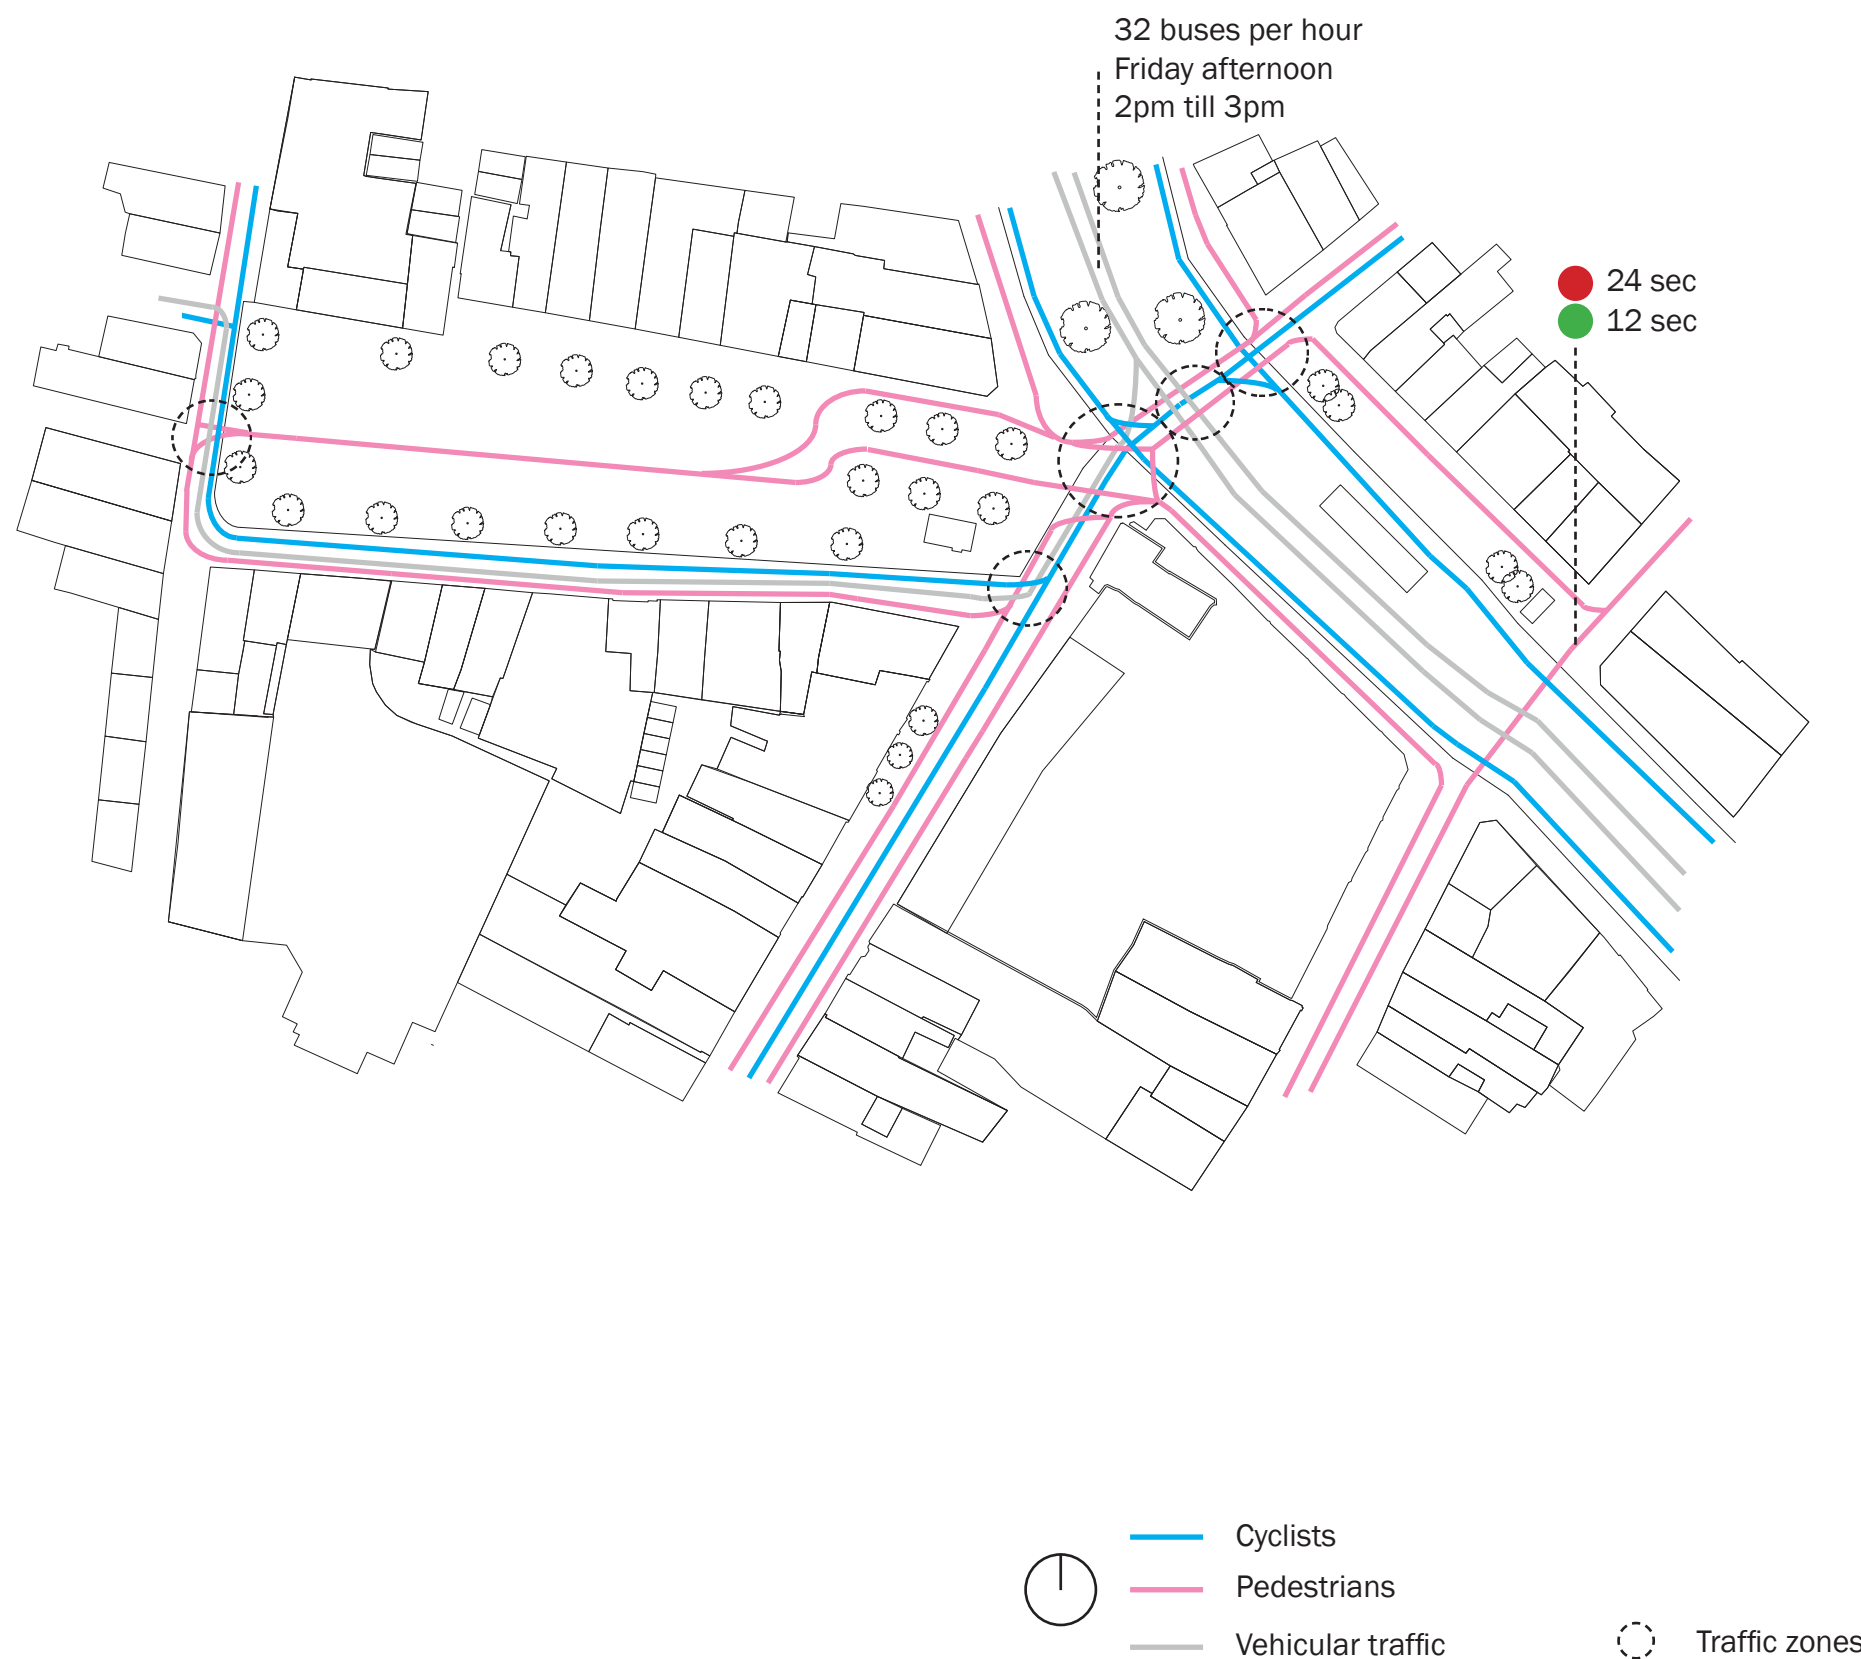 32 buses per hour
Friday afternoon
2pm till 3pm
24 sec
12 sec
Cyclists
Pedestrians
Vehicular traffic
Traffic zones